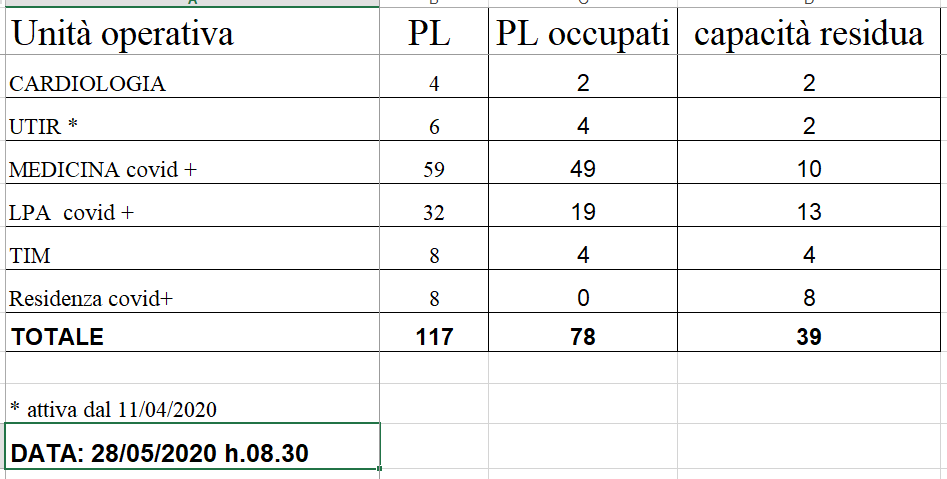 Unità operativa PL PL occupati capacità residua
CARDIOLOGIA 4 2 2
UTIR * 6 4 2
MEDICINA covid + 59 49 10
LPA covid + 32 19 13
TIM 8 4 4
Residenza covid+ 8 0 8
TOTALE 117 78 39
* attiva dal 11/04/2020
DATA: 28/05/2020 h.08.30